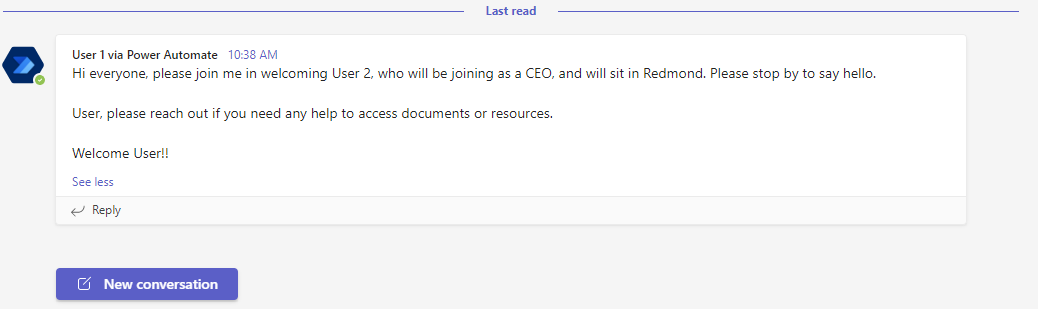 Last read
User 1 via Power Automate 10:38 AM
Hi everyone, please join me in welcoming User 2, who will be joining as a CEO, and will sit in Redmond. Please stop by to say hello.
User, please reach out if you need any help to access documents or resources.
Welcome User!!
See less
Reply
New conversation